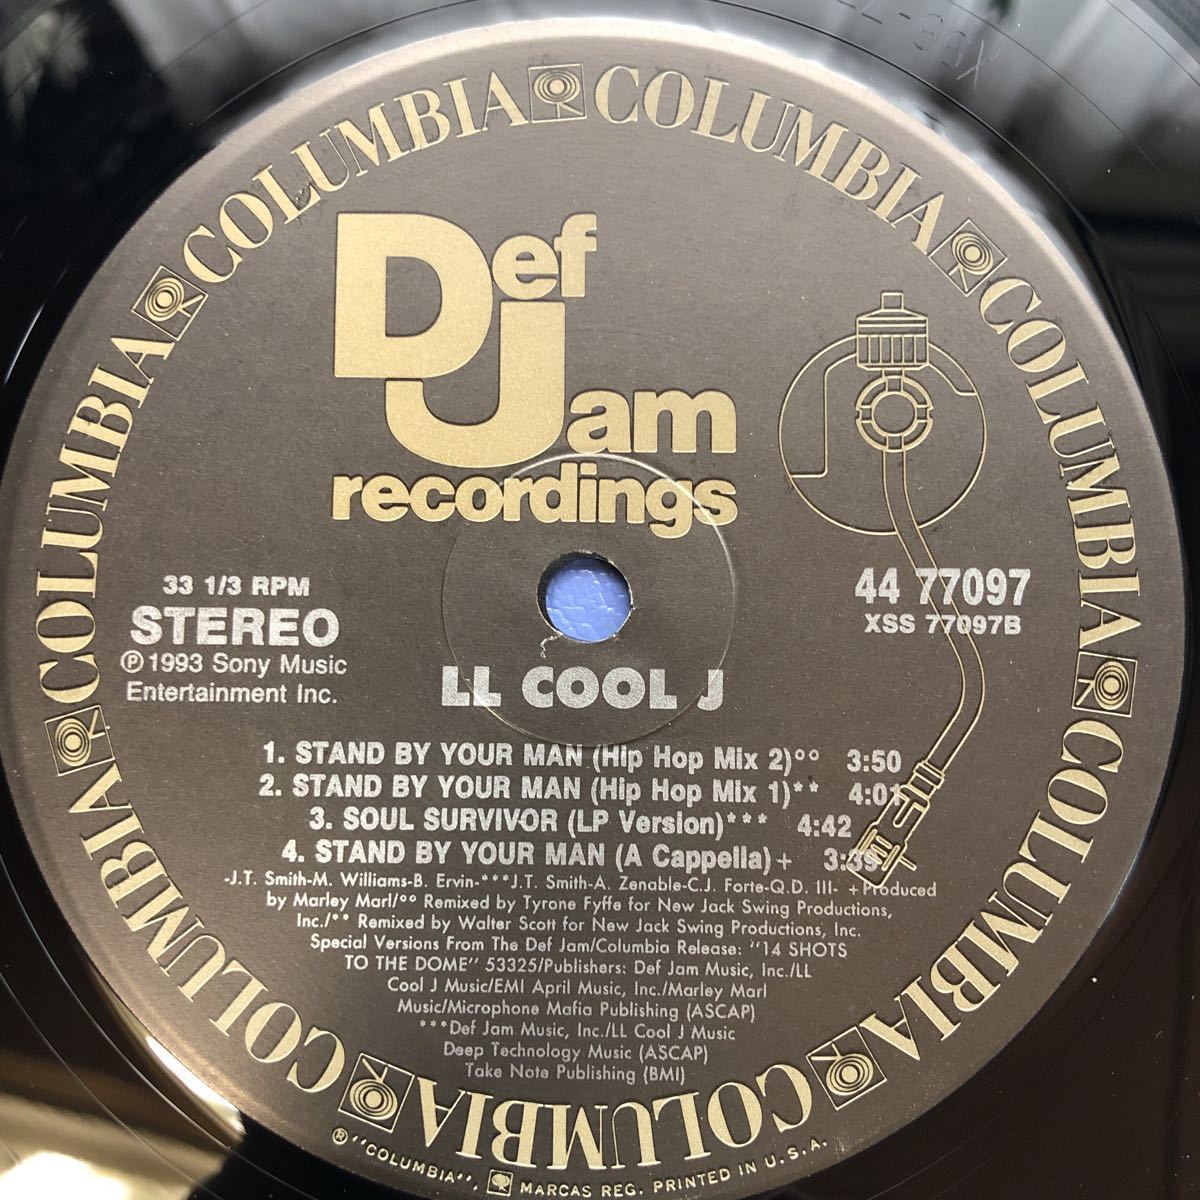 COLUMBIA COLUMBIA COLUMBIA COLUMBIA COLUMBIA COLUMBIA COLUMBIA COLUMBIA COLUMBIA COLUMBIA
Def
Jam
recordings
33 1/3 RPM
STEREO
℗ 1993 Sony Music
Entertainment Inc.
44 77097
XSS 77097B
LL COOL J
1. STAND BY YOUR MAN (Hip Hop Mix 2)°° 3:50
2. STAND BY YOUR MAN (Hip Hop Mix 1)** 4:01
3. SOUL SURVIVOR (LP Version)*** 4:42
4. STAND BY YOUR MAN (A Cappella)+ 3:39
-J.T. Smith-M. Williams-B. Ervin-***J.T. Smith-A. Zenable-C.J. Forte-Q.D. III- +Produced
by Marley Marl/°° Remixed by Tyrone Fyffe for New Jack Swing Productions,
Inc./** Remixed by Walter Scott for New Jack Swing Productions, Inc.
Special Versions From The Def Jam/Columbia Release: "14 SHOTS
TO THE DOME" 53325/Publishers: Def Jam Music, Inc./LL
Cool J Music/EMI April Music, Inc./Marley Marl
Music/Microphone Mafia Publishing (ASCAP)
***Def Jam Music, Inc./LL Cool J Music
Deep Technology Music (ASCAP)
Take Note Publishing (BMI)
® "COLUMBIA", MARCAS REG. PRINTED IN U.S.A.